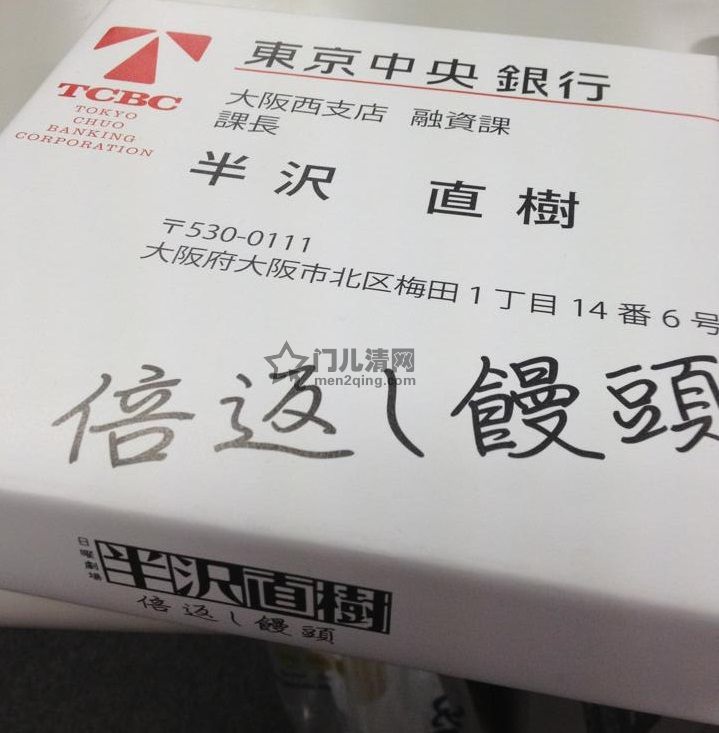 東京中央銀行
TCBC
TOKYO
CHUO
BANKING
CORPORATION
大阪西支店 融資課
課長
半沢 直樹
〒530-0111
大阪府大阪市北区梅田1丁目14番6号
门儿清网
men2qing.com
倍返し饅頭
日曜劇場
半沢直樹
倍返し饅頭